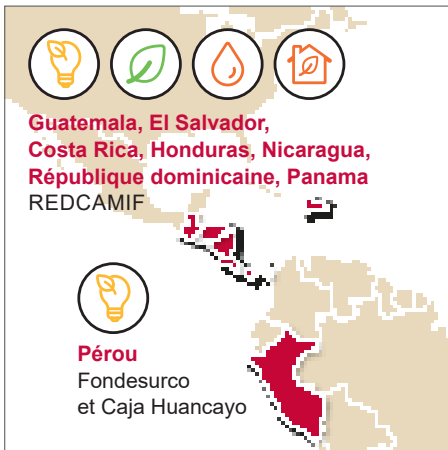 Guatemala, El Salvador,
Costa Rica, Honduras, Nicaragua,
République dominicaine, Panama
REDCAMIF
Pérou
Fondesurco
et Caja Huancayo